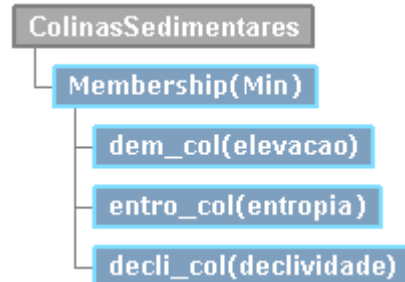 ColinasSedimentares
Membership(Min)
dem_col(elevacao)
entro_col(entropia)
decli_col(declividade)